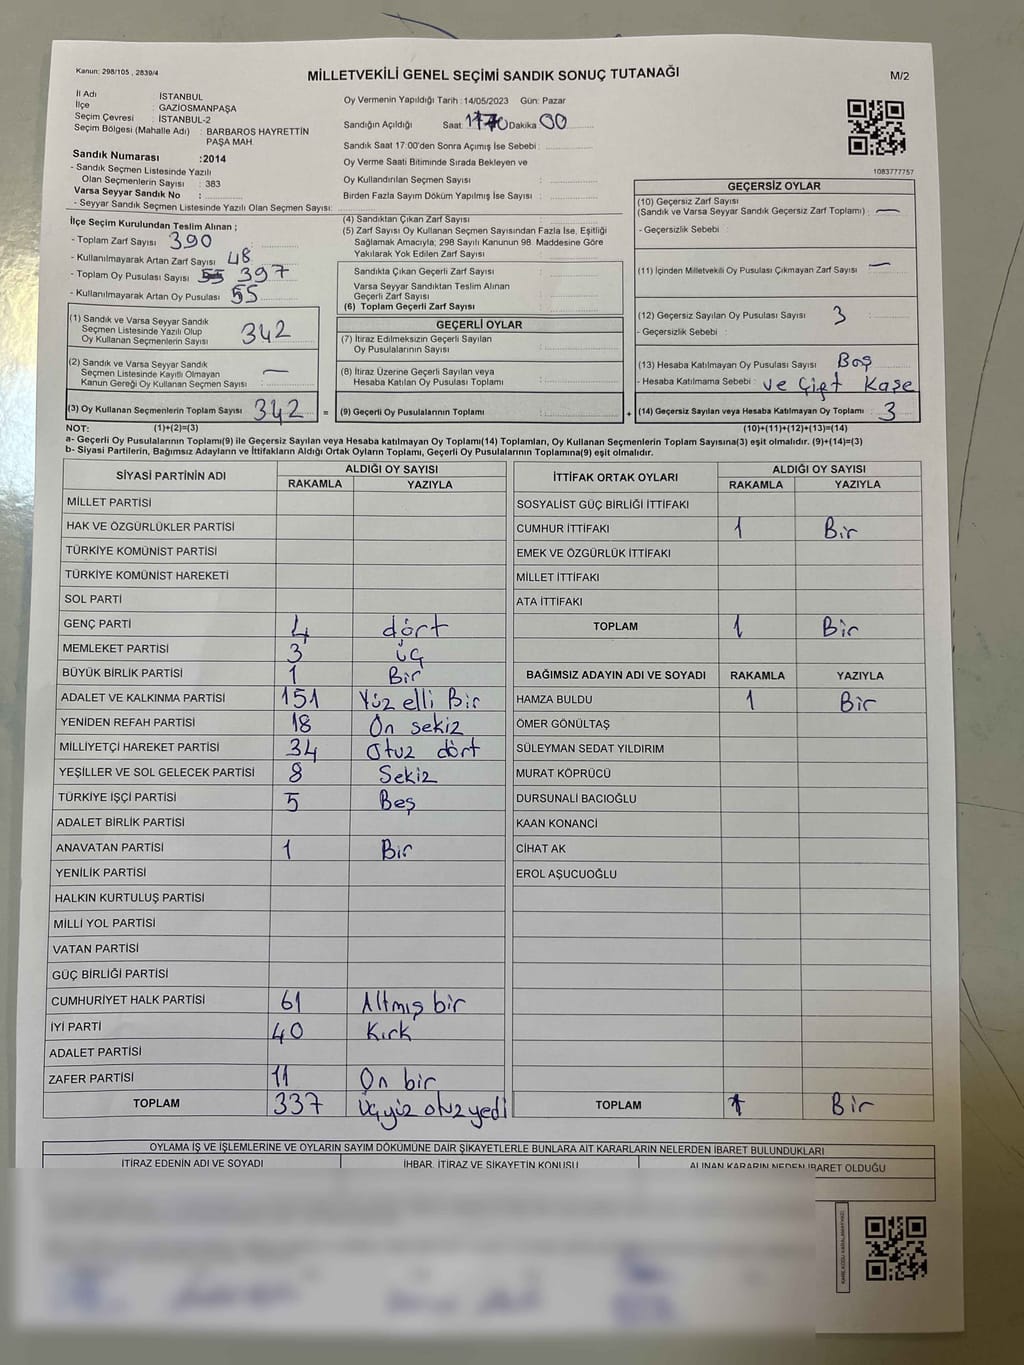 Kanun: 298/105 , 2839/4
MİLLETVEKİLİ GENEL SEÇİMİ SANDIK SONUÇ TUTANAĞI
M/2
İl Adı : İSTANBUL
İlçe : GAZİOSMANPAŞA
Seçim Çevresi : İSTANBUL-2
Seçim Bölgesi (Mahalle Adı) : BARBAROS HAYRETTİN
PAŞA MAH.
Sandık Numarası :2014
- Sandık Seçmen Listesinde Yazılı
Olan Seçmenlerin Sayısı : 383
Varsa Seyyar Sandık No :
- Seyyar Sandık Seçmen Listesinde Yazılı Olan Seçmen Sayısı:
Oy Vermenin Yapıldığı Tarih : 14/05/2023 Gün: Pazar
Sandığın Açıldığı Saat Dakika 00
Sandık Saat 17:00'den Sonra Açımış İse Sebebi :
Oy Verme Saati Bitiminde Sırada Bekleyen ve
Oy Kullandırılan Seçmen Sayısı :
Birden Fazla Sayım Döküm Yapılmış İse Sayısı :
1083777757
İlçe Seçim Kurulundan Teslim Alınan ;
- Toplam Zarf Sayısı 390
- Kullanılmayarak Artan Zarf Sayısı 48
- Toplam Oy Pusulası Sayısı 55 397
- Kullanılmayarak Artan Oy Pusulası 55
(1) Sandık ve Varsa Seyyar Sandık
Seçmen Listesinde Yazılı Olup
Oy Kullanan Seçmenlerin Sayısı : 342
(2) Sandık ve Varsa Seyyar Sandık
Seçmen Listesinde Kayıtlı Olmayan
Kanun Gereği Oy Kullanan Seçmen Sayısı : —
(3) Oy Kullanan Seçmenlerin Toplam Sayısı 342 =
(4) Sandıktan Çıkan Zarf Sayısı :
(5) Zarf Sayısı Oy Kullanan Seçmen Sayısından Fazla İse, Eşitliği
Sağlamak Amacıyla, 298 Sayılı Kanunun 98. Maddesine Göre
Yakılarak Yok Edilen Zarf Sayısı :
Sandıkta Çıkan Geçerli Zarf Sayısı :
Varsa Seyyar Sandıktan Teslim Alınan
Geçerli Zarf Sayısı :
(6) Toplam Geçerli Zarf Sayısı :
GEÇERLİ OYLAR
(7) İtiraz Edilmeksizin Geçerli Sayılan
Oy Pusulalarının Sayısı :
(8) İtiraz Üzerine Geçerli Sayılan veya
Hesaba Katılan Oy Pusulası Toplamı :
(9) Geçerli Oy Pusulalarının Toplamı : +
GEÇERSİZ OYLAR
(10) Geçersiz Zarf Sayısı
(Sandık ve Varsa Seyyar Sandık Geçersiz Zarf Toplamı) : —
- Geçersizlik Sebebi :
(11) İçinden Milletvekili Oy Pusulası Çıkmayan Zarf Sayısı : —
(12) Geçersiz Sayılan Oy Pusulası Sayısı : 3
- Geçersizlik Sebebi :
(13) Hesaba Katılmayan Oy Pusulası Sayısı : Boş
- Hesaba Katılmama Sebebi : ve Çift Kaşe
(14) Geçersiz Sayılan veya Hesaba Katılmayan Oy Toplamı : 3
NOT: (1)+(2)=(3) (10)+(11)+(12)+(13)=(14)
a- Geçerli Oy Pusulalarının Toplamı(9) ile Geçersiz Sayılan veya Hesaba katılmayan Oy Toplamı(14) Toplamları, Oy Kullanan Seçmenlerin Toplam Sayısına(3) eşit olmalıdır. (9)+(14)=(3)
b- Siyasi Partilerin, Bağımsız Adayların ve İttifakların Aldığı Ortak Oyların Toplamı, Geçerli Oy Pusulalarının Toplamına(9) eşit olmalıdır.
SİYASİ PARTİNİN ADI ALDIĞI OY SAYISI
RAKAMLA YAZIYLA
MİLLET PARTİSİ
HAK VE ÖZGÜRLÜKLER PARTİSİ
TÜRKİYE KOMÜNİST PARTİSİ
TÜRKİYE KOMÜNİST HAREKETİ
SOL PARTİ
GENÇ PARTİ 4 dört
MEMLEKET PARTİSİ 3 üç
BÜYÜK BİRLİK PARTİSİ 1 Bir
ADALET VE KALKINMA PARTİSİ 151 Yüz elli Bir
YENİDEN REFAH PARTİSİ 18 On sekiz
MİLLİYETÇİ HAREKET PARTİSİ 34 Otuz dört
YEŞİLLER VE SOL GELECEK PARTİSİ 8 Sekiz
TÜRKİYE İŞÇİ PARTİSİ 5 Beş
ADALET BİRLİK PARTİSİ
ANAVATAN PARTİSİ 1 Bir
YENİLİK PARTİSİ
HALKIN KURTULUŞ PARTİSİ
MİLLİ YOL PARTİSİ
VATAN PARTİSİ
GÜÇ BİRLİĞİ PARTİSİ
CUMHURİYET HALK PARTİSİ 61 Altmış bir
İYİ PARTİ 40 Kırk
ADALET PARTİSİ
ZAFER PARTİSİ 11 On bir
TOPLAM 337 Üçyüz otuz yedi
İTTİFAK ORTAK OYLARI ALDIĞI OY SAYISI
RAKAMLA YAZIYLA
SOSYALİST GÜÇ BİRLİĞİ İTTİFAKI
CUMHUR İTTİFAKI 1 Bir
EMEK VE ÖZGÜRLÜK İTTİFAKI
MİLLET İTTİFAKI
ATA İTTİFAKI
TOPLAM 1 Bir
BAĞIMSIZ ADAYIN ADI VE SOYADI RAKAMLA YAZIYLA
HAMZA BULDU 1 Bir
ÖMER GÖNÜLTAŞ
SÜLEYMAN SEDAT YILDIRIM
MURAT KÖPRÜCÜ
DURSUNALİ BACIOĞLU
KAAN KONANCİ
CİHAT AK
EROL AŞUCUOĞLU
TOPLAM 1 Bir
OYLAMA İŞ VE İŞLEMLERİNE VE OYLARIN SAYIM DÖKÜMÜNE DAİR ŞİKAYETLERLE BUNLARA AİT KARARLARIN NELERDEN İBARET BULUNDUKLARI
İTİRAZ EDENİN ADI VE SOYADI İHBAR, İTİRAZ VE ŞİKAYETİN KONUSU ALINAN KARARIN NEDEN İBARET OLDUĞU